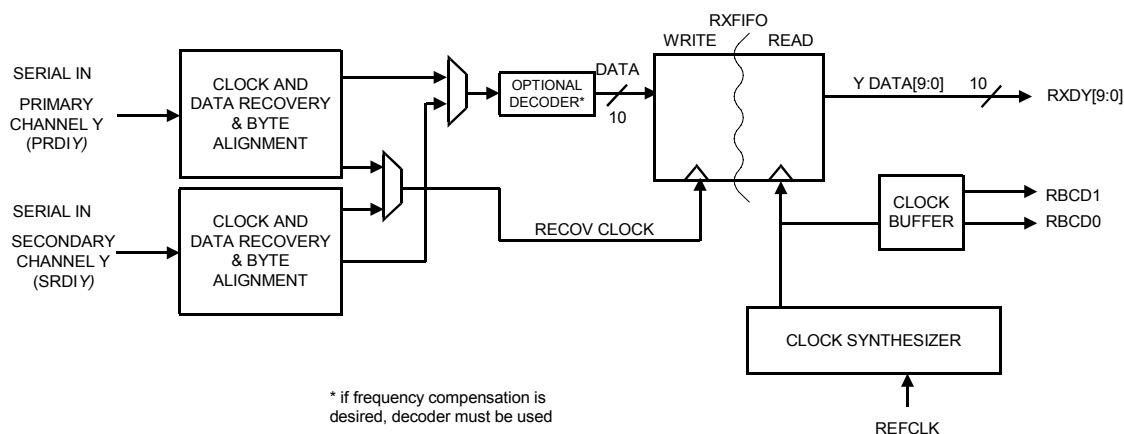 SERIAL IN
PRIMARY
CHANNEL Y
(PRDIY)
CLOCK AND
DATA RECOVERY
& BYTE
ALIGNMENT
SERIAL IN
SECONDARY
CHANNEL Y
(SRDIY)
CLOCK AND
DATA RECOVERY
& BYTE
ALIGNMENT
OPTIONAL
DECODER*
DATA
10
RXFIFO
WRITE
READ
Y DATA[9:0]
10
RXDY[9:0]
RECOV CLOCK
CLOCK
BUFFER
RBCD1
RBCD0
CLOCK SYNTHESIZER
REFCLK
* if frequency compensation is
desired, decoder must be used